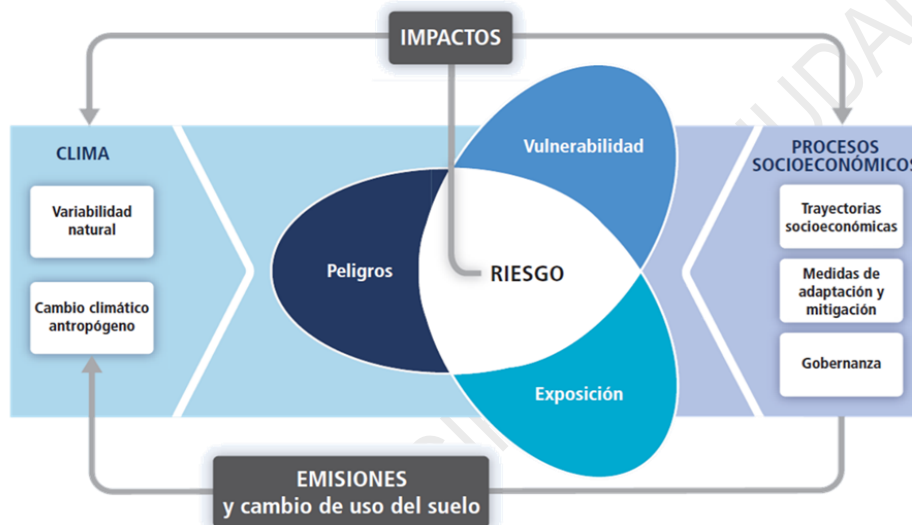 IMPACTOS
CLIMA
Variabilidad
natural
Cambio climático
antropógeno
Vulnerabilidad
Peligros
RIESGO
Exposición
PROCESOS
SOCIOECONÓMICOS
Trayectorias
socioeconómicas
Medidas de
adaptación y
mitigación
Gobernanza
EMISIONES
y cambio de uso del suelo